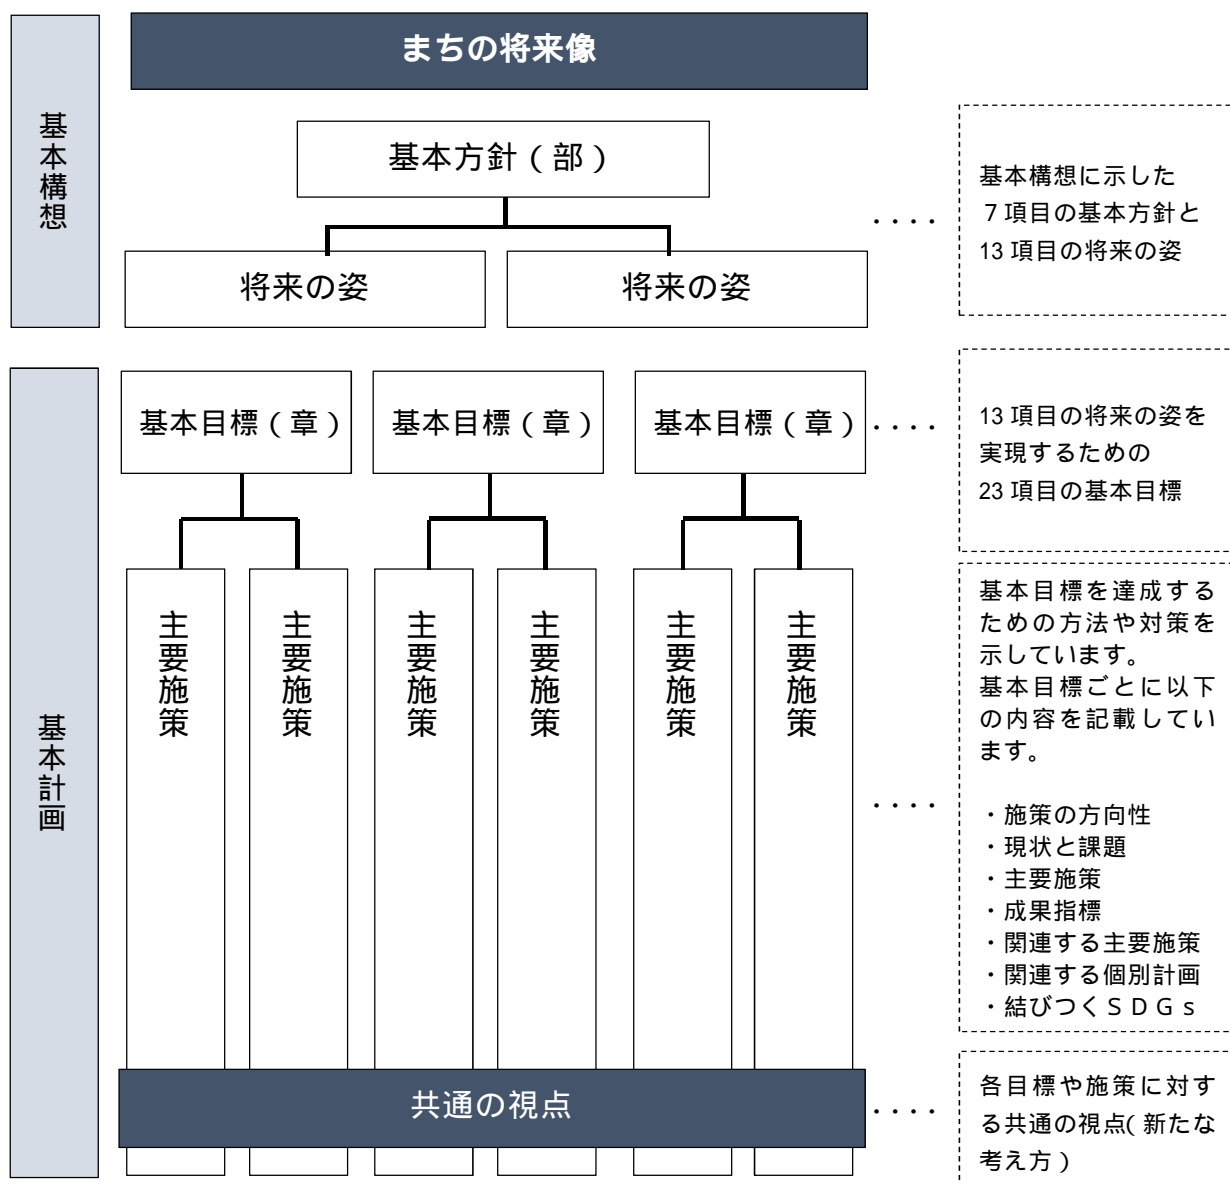 基本構想
まちの将来像
基本方針（部）
将来の姿
将来の姿
・・・・
基本構想に示した
７項目の基本方針と
13 項目の将来の姿
基本計画
基本目標（章）
基本目標（章）
基本目標（章）
・・・・
13 項目の将来の姿を
実現するための
23 項目の基本目標
主要施策
主要施策
主要施策
主要施策
主要施策
主要施策
・・・・
基本目標を達成する
ための方法や対策を
示しています。
基本目標ごとに以下
の内容を記載してい
ます。
・施策の方向性
・現状と課題
・主要施策
・成果指標
・関連する主要施策
・関連する個別計画
・結びつくＳＤＧｓ
共通の視点
・・・・
各目標や施策に対す
る共通の視点（新たな
考え方）